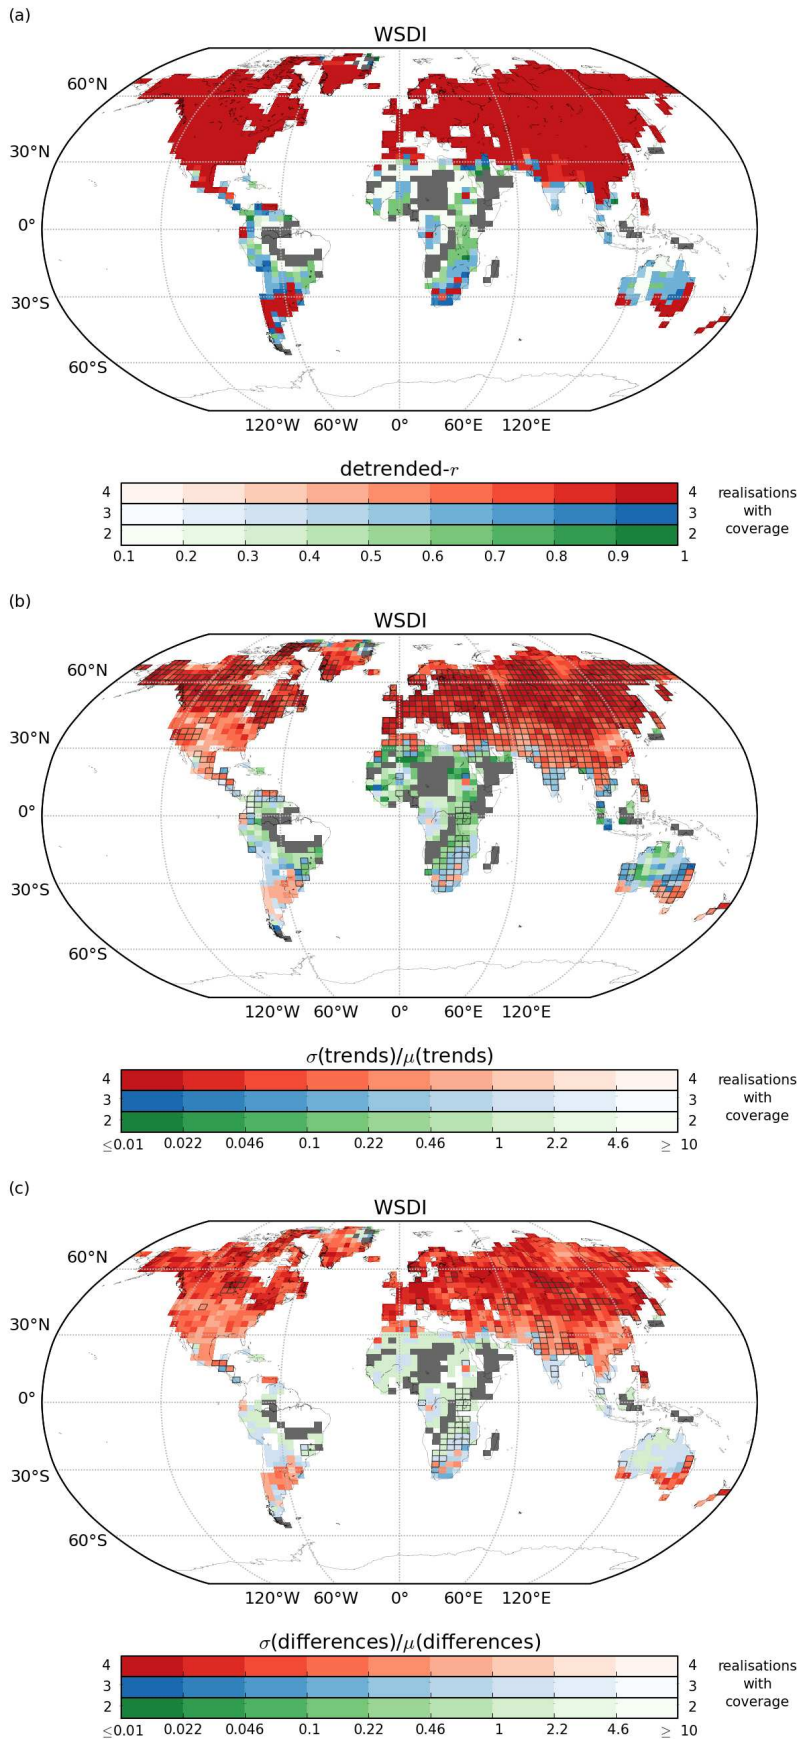 (a)
WSDI
60°N
30°N
0°
30°S
60°S
120°W 60°W 0° 60°E 120°E
detrended-r
4 4 realisations
3 3 with
2 2 coverage
0.1 0.2 0.3 0.4 0.5 0.6 0.7 0.8 0.9 1
(b)
WSDI
60°N
30°N
0°
30°S
60°S
120°W 60°W 0° 60°E 120°E
σ(trends)/μ(trends)
4 4 realisations
3 3 with
2 2 coverage
≤0.01 0.022 0.046 0.1 0.22 0.46 1 2.2 4.6 ≥ 10
(c)
WSDI
60°N
30°N
0°
30°S
60°S
120°W 60°W 0° 60°E 120°E
σ(differences)/μ(differences)
4 4 realisations
3 3 with
2 2 coverage
≤0.01 0.022 0.046 0.1 0.22 0.46 1 2.2 4.6 ≥ 10